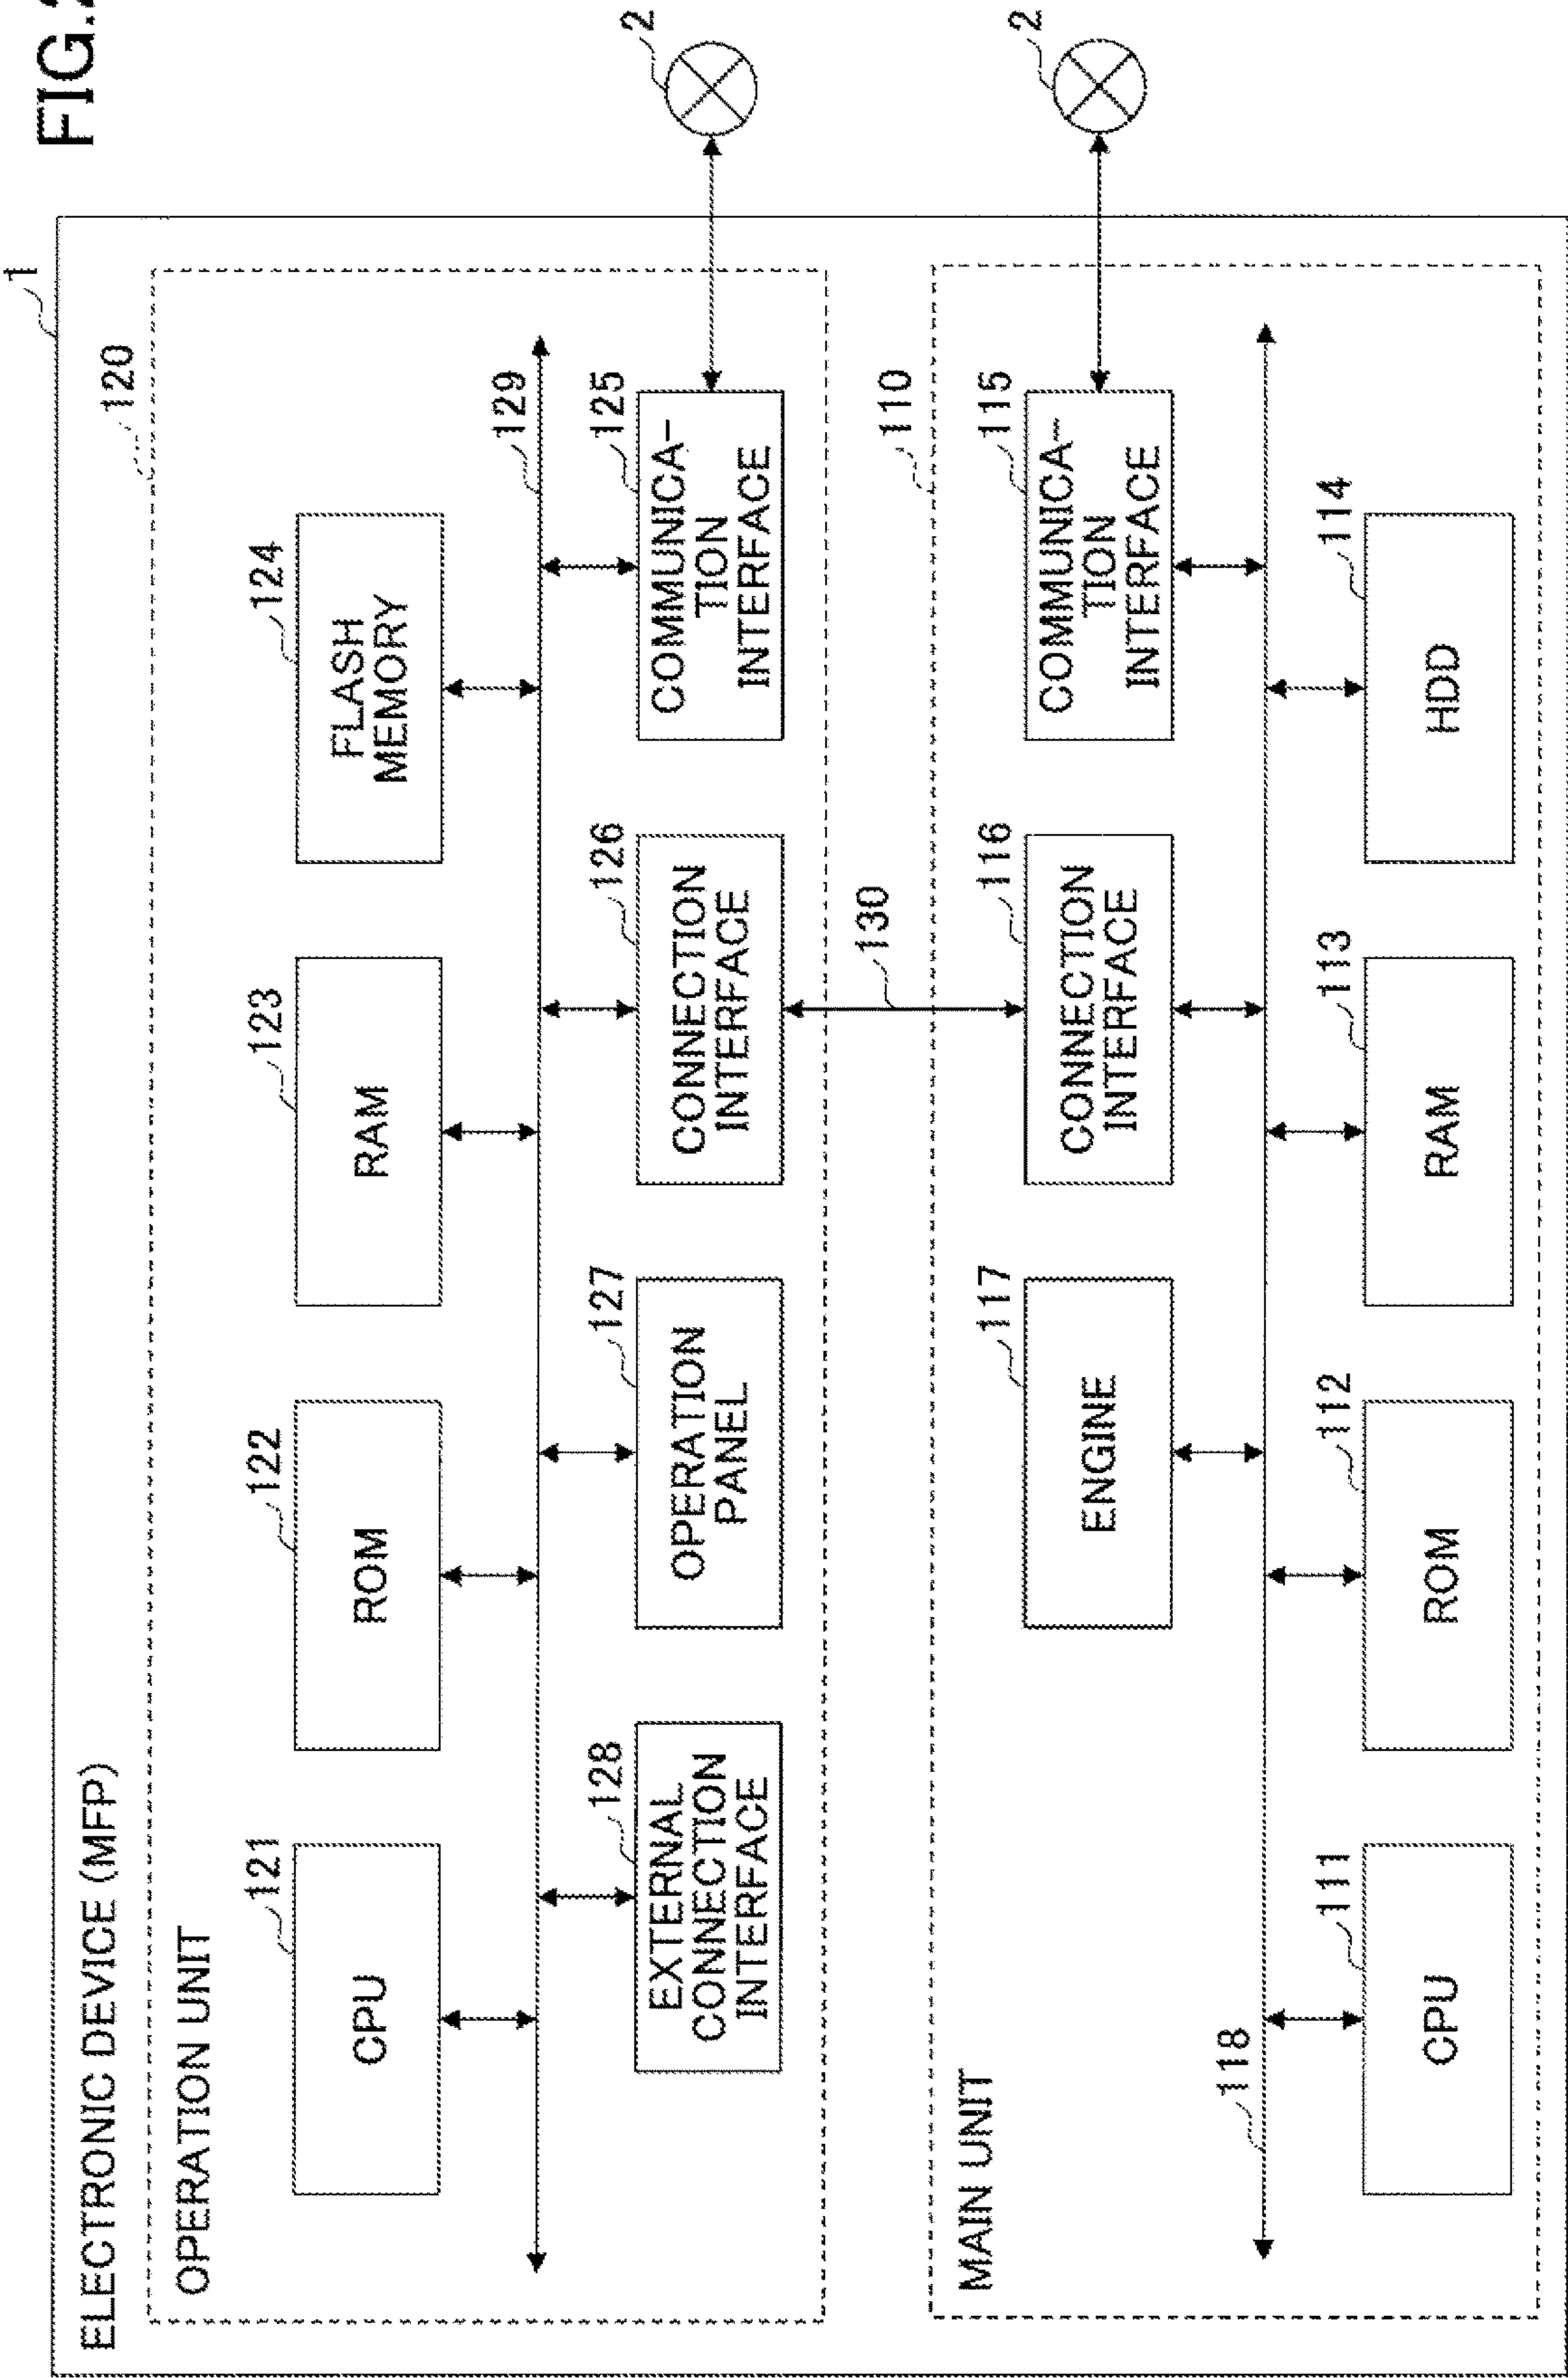 FIG.2
1
ELECTRONIC DEVICE (MFP)
120
OPERATION UNIT
121
CPU
122
ROM
123
RAM
124
FLASH
MEMORY
129
128
EXTERNAL
CONNECTION
INTERFACE
127
OPERATION
PANEL
126
CONNECTION
INTERFACE
125
COMMUNICA-
TION
INTERFACE
2
130
110
MAIN UNIT
117
ENGINE
116
CONNECTION
INTERFACE
115
COMMUNICA-
TION
INTERFACE
2
118
111
CPU
112
ROM
113
RAM
114
HDD